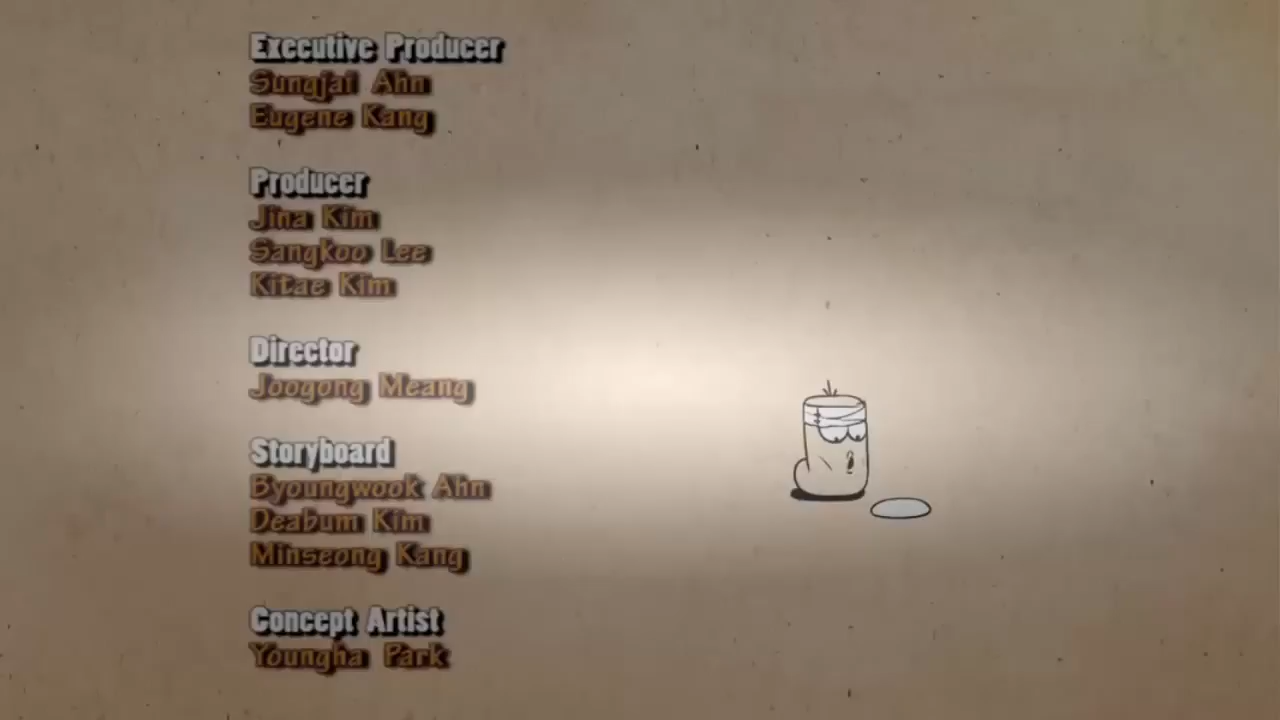 Executive Producer
Sungjai Ahn
Eugene Kang
Producer
Jina Kim
Sangkoo Lee
Kitae Kim
Director
Joogong Meang
Storyboard
Byoungwook Ahn
Deabum Kim
Minseong Kang
Concept Artist
Youngha Park